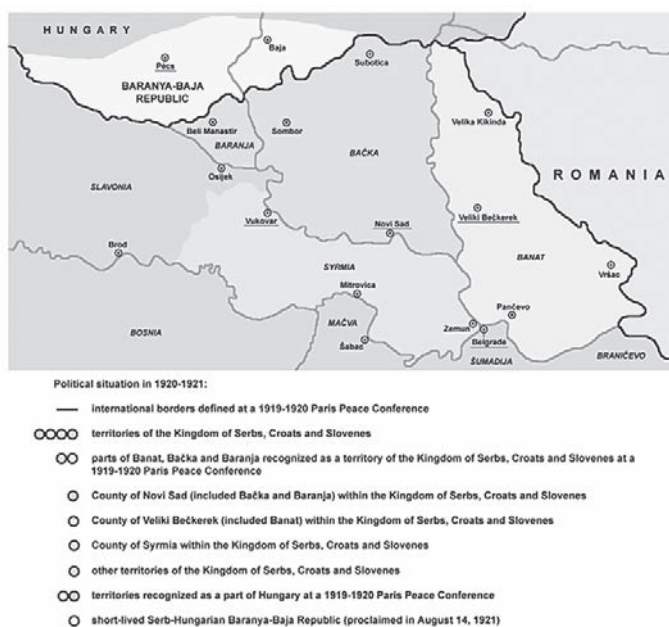 HUNGARY
Baja
Pécs
Subotica
BARANYA-BAJA
REPUBLIC
Velika Kikinda
Beli Manastir
Sombor
BARANJA
BAČKA
ROMANIA
Osijek
SLAVONIA
Vukovar
Novi Sad
Veliki Bečkerek
Brod
SYRMIA
BANAT
Vršac
Mitrovica
Pančevo
BOSNIA
MAČVA
Zemun
Šabac
Belgrade
ŠUMADIJA
BRANIČEVO
Political situation in 1920-1921:
international borders defined at a 1919-1920 Paris Peace Conference
territories of the Kingdom of Serbs, Croats and Slovenes
parts of Banat, Bačka and Baranja recognized as a territory of the Kingdom of Serbs, Croats and Slovenes at a
1919-1920 Paris Peace Conference
County of Novi Sad (included Bačka and Baranja) within the Kingdom of Serbs, Croats and Slovenes
County of Veliki Bečkerek (included Banat) within the Kingdom of Serbs, Croats and Slovenes
County of Syrmia within the Kingdom of Serbs, Croats and Slovenes
other territories of the Kingdom of Serbs, Croats and Slovenes
territories recognized as a part of Hungary at a 1919-1920 Paris Peace Conference
short-lived Serb-Hungarian Baranya-Baja Republic (proclaimed in August 14, 1921)